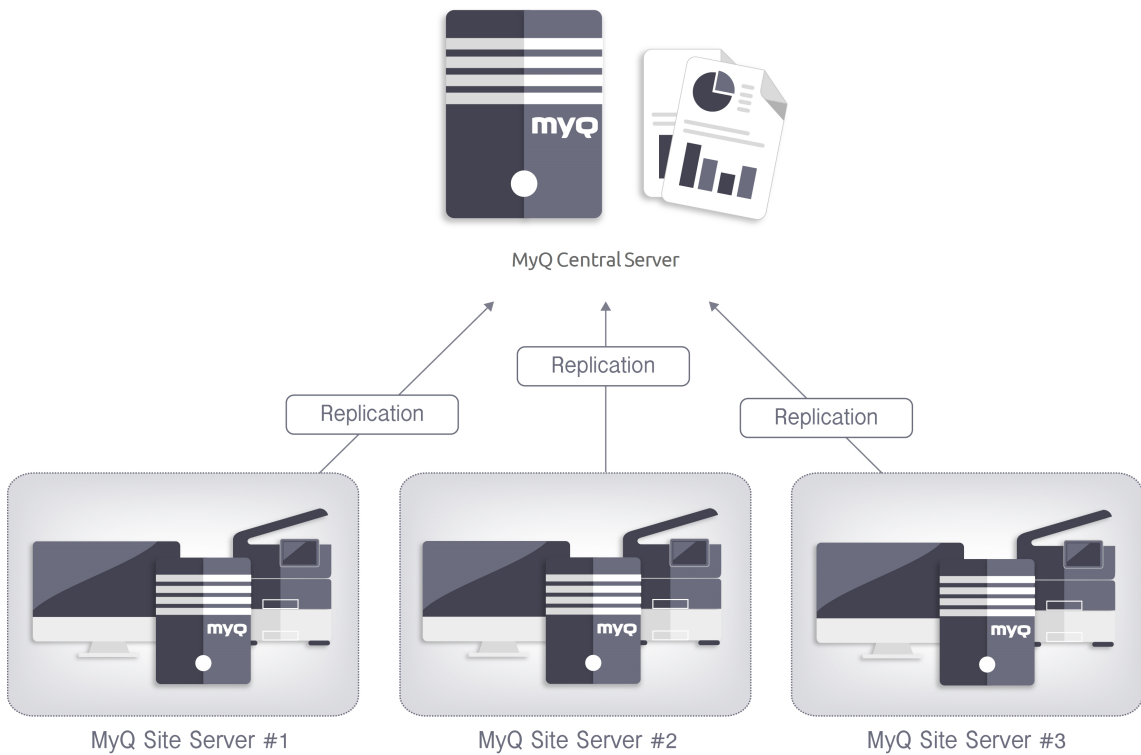 myQ
MyQ Central Server
Replication
Replication
Replication
myQ
myQ
myQ
MyQ Site Server #1
MyQ Site Server #2
MyQ Site Server #3